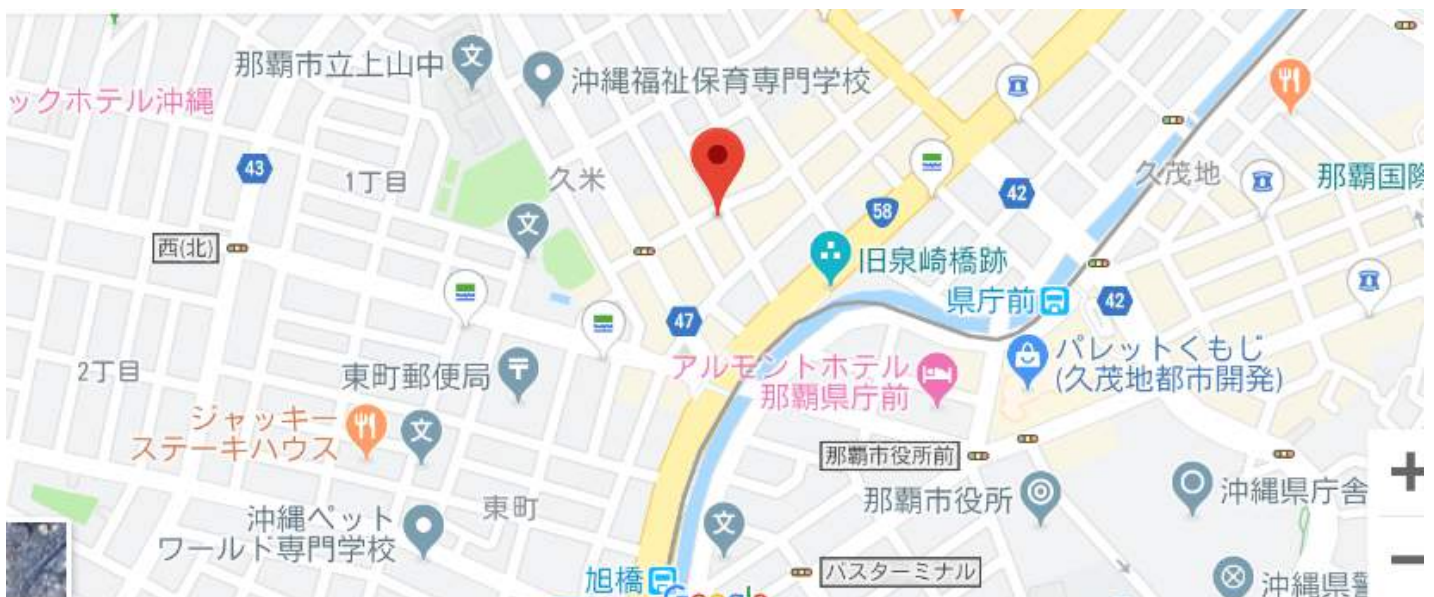 那覇市立上山中
文
沖縄福祉保育専門学校
ックホテル沖縄
43
1丁目
久米
久茂地
那覇国際
42
58
文
西(北)
旧泉崎橋跡
県庁前
42
47
2丁目
東町郵便局
アルモントホテル
那覇県庁前
パレットくもじ
(久茂地都市開発)
ジャッキー
ステーキハウス
文
那覇市役所前
那覇市役所
沖縄県庁舎
東町
沖縄ペット
ワールド専門学校
文
旭橋
バスターミナル
沖縄県警
Google